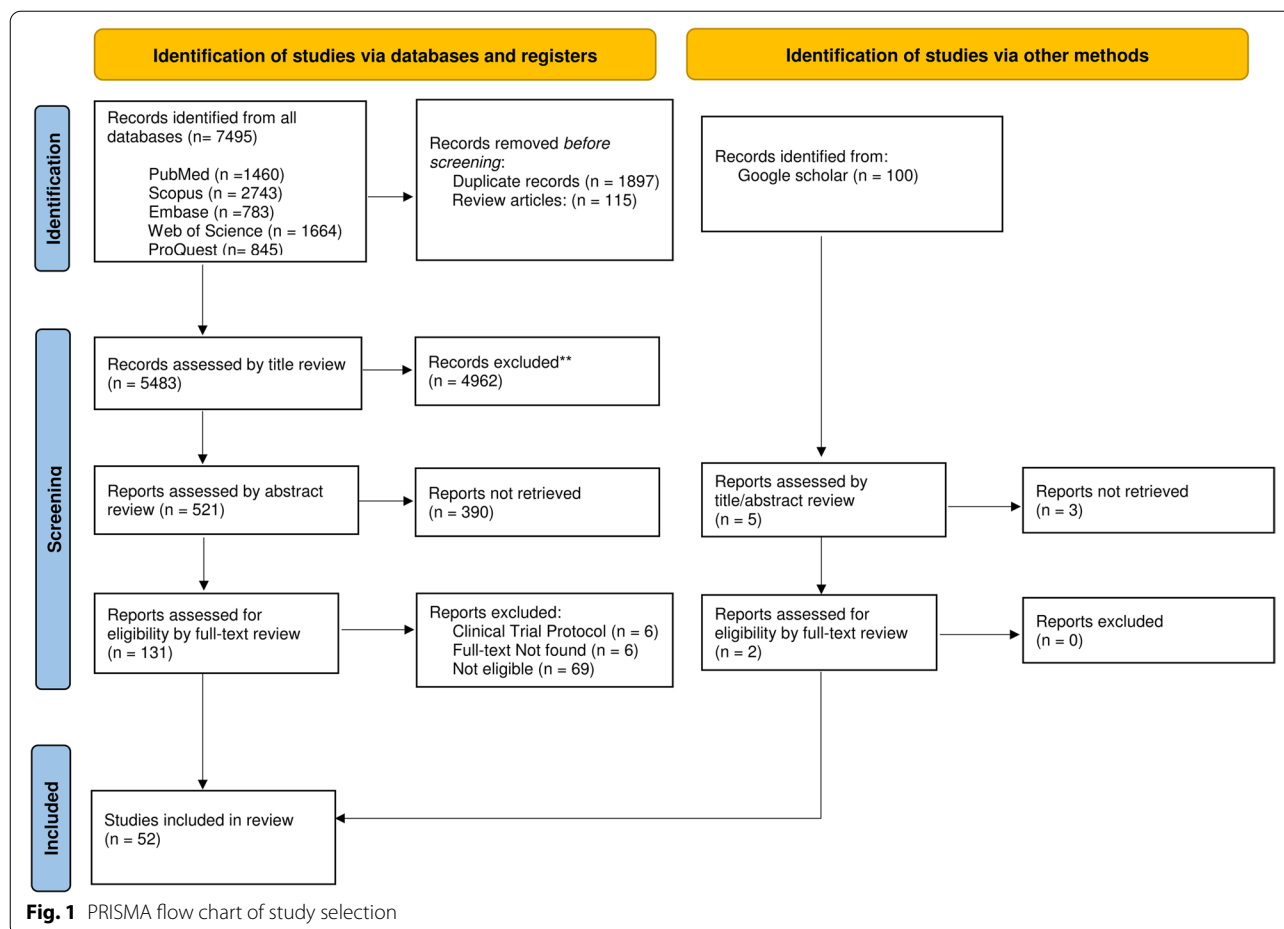 Identification of studies via databases and registers
Identification of studies via other methods
Identification
Records identified from all
databases (n= 7495)
PubMed (n =1460)
Scopus (n = 2743)
Embase (n =783)
Web of Science (n = 1664)
ProQuest (n= 845)
Records removed before
screening:
Duplicate records (n = 1897)
Review articles: (n = 115)
Records identified from:
Google scholar (n = 100)
Screening
Records assessed by title review
(n = 5483)
Records excluded**
(n = 4962)
Reports assessed by abstract
review (n = 521)
Reports not retrieved
(n = 390)
Reports assessed by
title/abstract review
(n = 5)
Reports not retrieved
(n = 3)
Reports assessed for
eligibility by full-text review
(n = 131)
Reports excluded:
Clinical Trial Protocol (n = 6)
Full-text Not found (n = 6)
Not eligible (n = 69)
Reports assessed for
eligibility by full-text review
(n = 2)
Reports excluded
(n = 0)
Included
Studies included in review
(n = 52)
Fig. 1 PRISMA flow chart of study selection